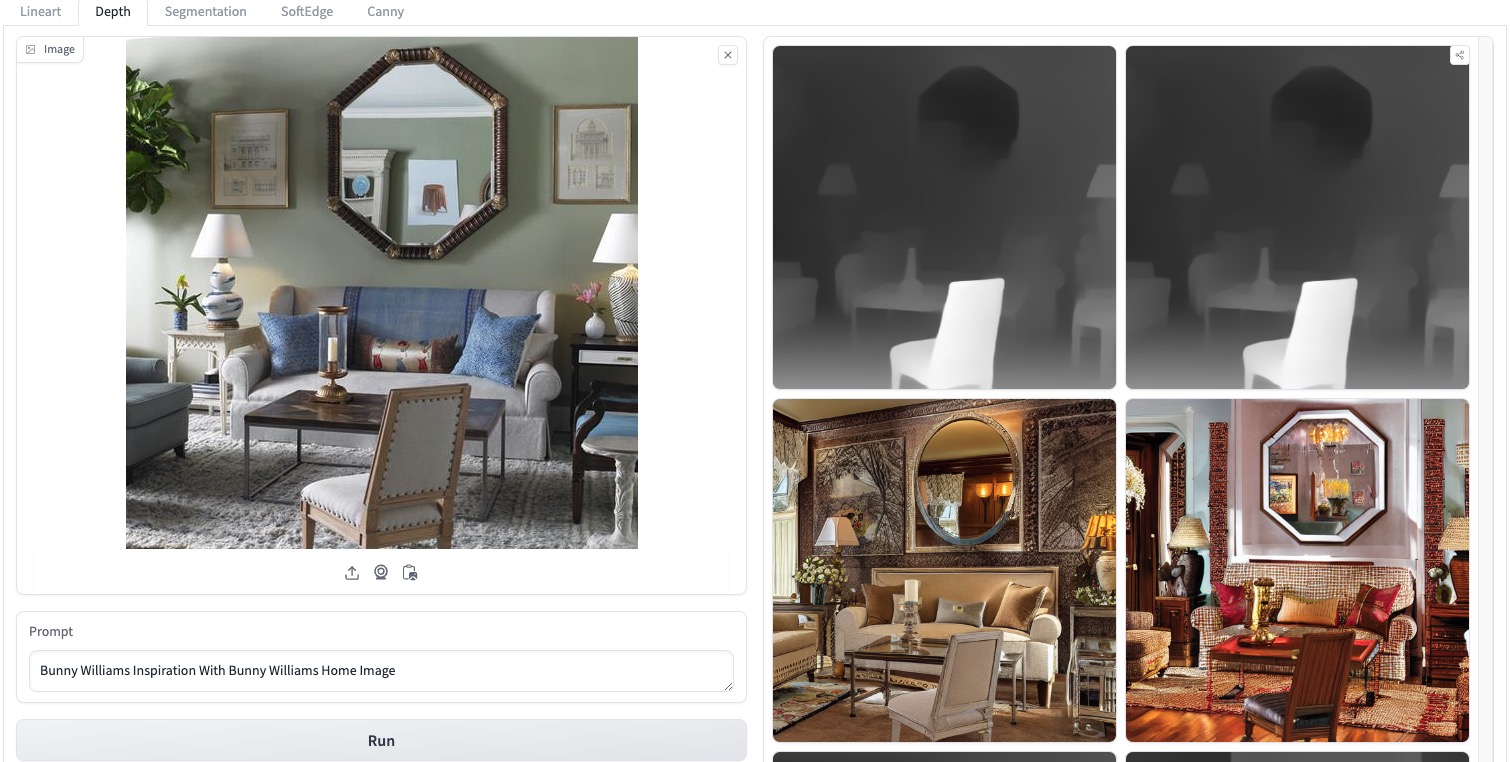 Lineart Depth Segmentation SoftEdge Canny
Image
Prompt
Bunny Williams Inspiration With Bunny Williams Home Image
Run